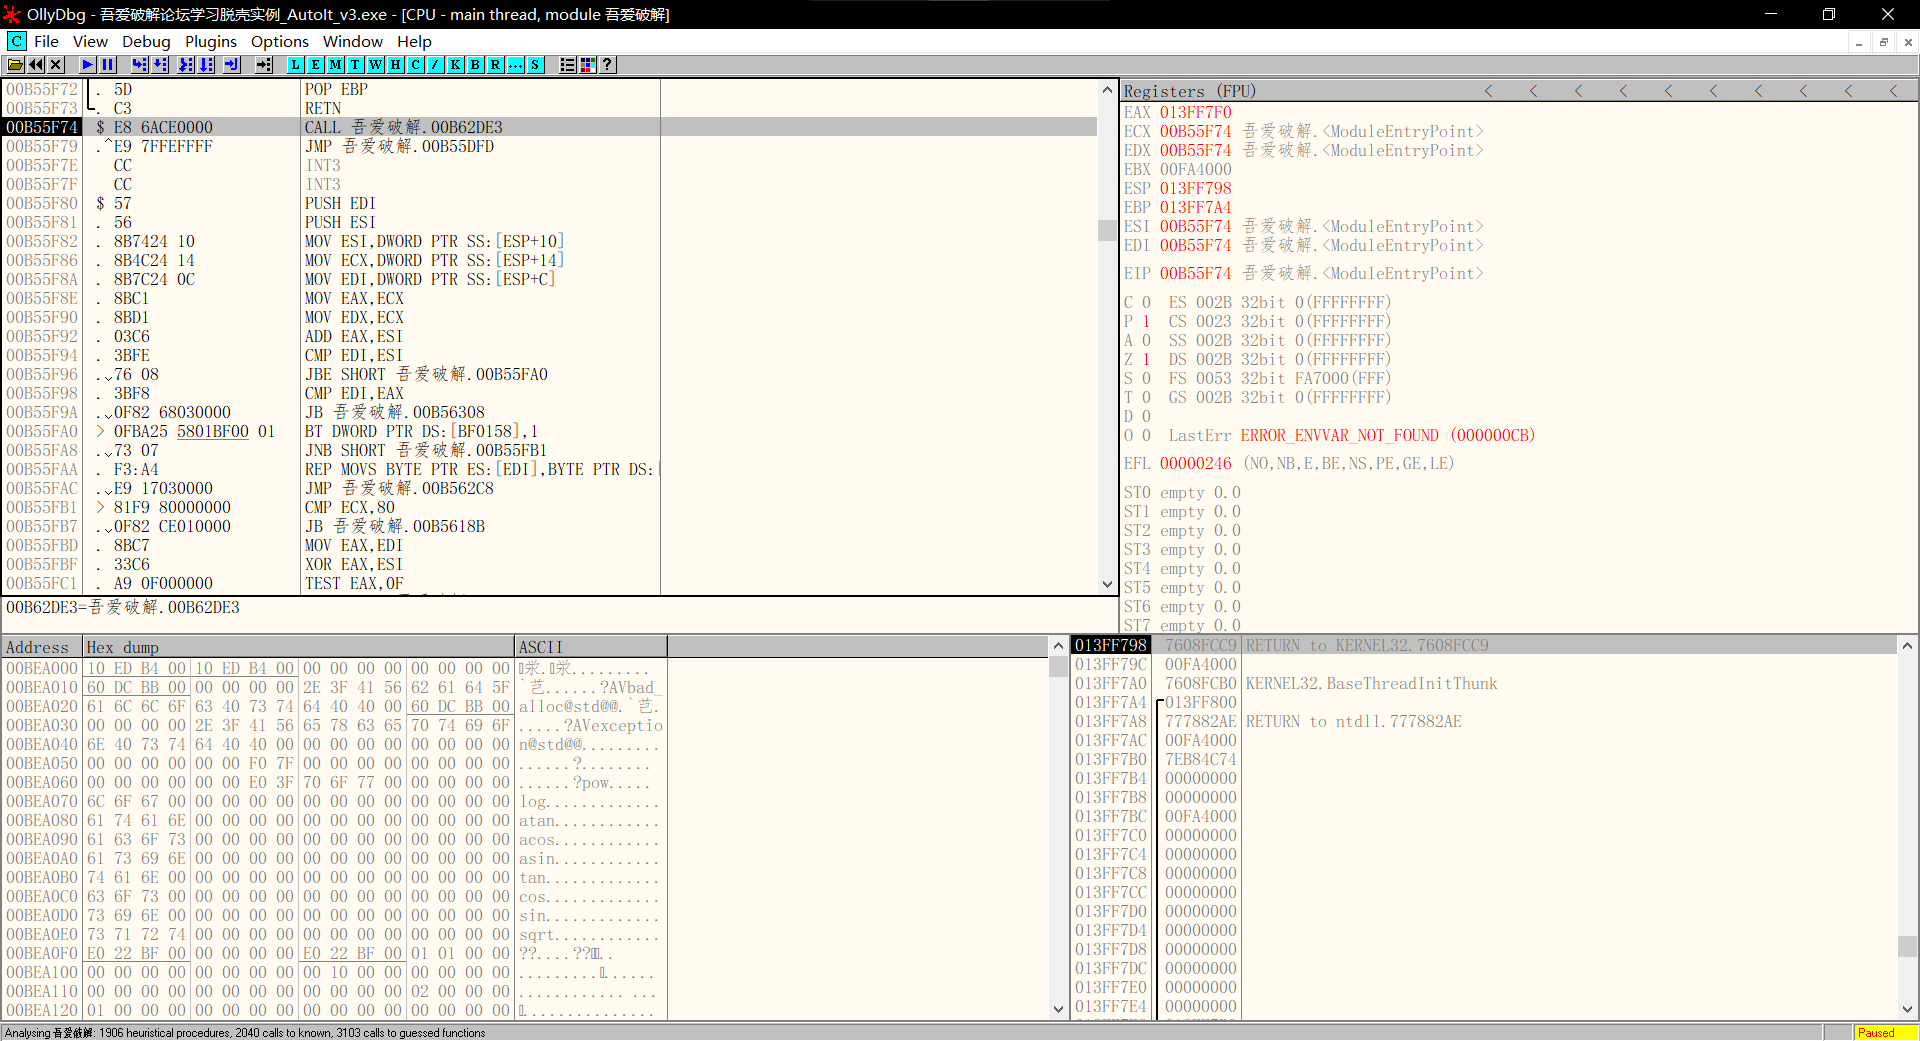 OllyDbg - 吾爱破解论坛学习脱壳实例_AutoIt_v3.exe - [CPU - main thread, module 吾爱破解]
C File View Debug Plugins Options Window Help
L E M T W H C / K B R ... S ?
00B55F72 . 5D POP EBP
00B55F73 . C3 RETN
00B55F74 $ E8 6ACE0000 CALL 吾爱破解.00B62DE3
00B55F79 .^E9 7FFEFFFF JMP 吾爱破解.00B55DFD
00B55F7E CC INT3
00B55F7F CC INT3
00B55F80 $ 57 PUSH EDI
00B55F81 . 56 PUSH ESI
00B55F82 . 8B7424 10 MOV ESI,DWORD PTR SS:[ESP+10]
00B55F86 . 8B4C24 14 MOV ECX,DWORD PTR SS:[ESP+14]
00B55F8A . 8B7C24 0C MOV EDI,DWORD PTR SS:[ESP+C]
00B55F8E . 8BC1 MOV EAX,ECX
00B55F90 . 8BD1 MOV EDX,ECX
00B55F92 . 03C6 ADD EAX,ESI
00B55F94 . 3BFE CMP EDI,ESI
00B55F96 .v76 08 JBE SHORT 吾爱破解.00B55FA0
00B55F98 . 3BF8 CMP EDI,EAX
00B55F9A .v0F82 68030000 JB 吾爱破解.00B56308
00B55FA0 > 0FBA25 5801BF00 01 BT DWORD PTR DS:[BF0158],1
00B55FA8 .v73 07 JNB SHORT 吾爱破解.00B55FB1
00B55FAA . F3:A4 REP MOVS BYTE PTR ES:[EDI],BYTE PTR DS:[
00B55FAC .vE9 17030000 JMP 吾爱破解.00B562C8
00B55FB1 > 81F9 80000000 CMP ECX,80
00B55FB7 .v0F82 CE010000 JB 吾爱破解.00B5618B
00B55FBD . 8BC7 MOV EAX,EDI
00B55FBF . 33C6 XOR EAX,ESI
00B55FC1 . A9 0F000000 TEST EAX,0F
00B62DE3=吾爱破解.00B62DE3
Registers (FPU) < < < < < < < < < <
EAX 013FF7F0
ECX 00B55F74 吾爱破解.<ModuleEntryPoint>
EDX 00B55F74 吾爱破解.<ModuleEntryPoint>
EBX 00FA4000
ESP 013FF798
EBP 013FF7A4
ESI 00B55F74 吾爱破解.<ModuleEntryPoint>
EDI 00B55F74 吾爱破解.<ModuleEntryPoint>
EIP 00B55F74 吾爱破解.<ModuleEntryPoint>
C 0 ES 002B 32bit 0(FFFFFFFF)
P 1 CS 0023 32bit 0(FFFFFFFF)
A 0 SS 002B 32bit 0(FFFFFFFF)
Z 1 DS 002B 32bit 0(FFFFFFFF)
S 0 FS 0053 32bit FA7000(FFF)
T 0 GS 002B 32bit 0(FFFFFFFF)
D 0
O 0 LastErr ERROR_ENVVAR_NOT_FOUND (000000CB)
EFL 00000246 (NO,NB,E,BE,NS,PE,GE,LE)
ST0 empty 0.0
ST1 empty 0.0
ST2 empty 0.0
ST3 empty 0.0
ST4 empty 0.0
ST5 empty 0.0
ST6 empty 0.0
ST7 empty 0.0
Address Hex dump ASCII
00BEA000 10 ED B4 00 10 ED B4 00 00 00 00 00 00 00 00 00
00BEA010 60 DC BB 00 00 00 00 00 2E 3F 41 56 62 61 64 5F `芑......?AVbad_
00BEA020 61 6C 6C 6F 63 40 73 74 64 40 40 00 60 DC BB 00 alloc@std@@.`芑.
00BEA030 00 00 00 00 2E 3F 41 56 65 78 63 65 70 74 69 6F .....?AVexceptio
00BEA040 6E 40 73 74 64 40 40 00 00 00 00 00 00 00 00 00 n@std@@.........
00BEA050 00 00 00 00 00 00 F0 7F 00 00 00 00 00 00 00 00 ......?........
00BEA060 00 00 00 00 00 00 E0 3F 70 6F 77 00 00 00 00 00 ......?pow.....
00BEA070 6C 6F 67 00 00 00 00 00 00 00 00 00 00 00 00 00 log.............
00BEA080 61 74 61 6E 00 00 00 00 00 00 00 00 00 00 00 00 atan............
00BEA090 61 63 6F 73 00 00 00 00 00 00 00 00 00 00 00 00 acos............
00BEA0A0 61 73 69 6E 00 00 00 00 00 00 00 00 00 00 00 00 asin............
00BEA0B0 74 61 6E 00 00 00 00 00 00 00 00 00 00 00 00 00 tan.............
00BEA0C0 63 6F 73 00 00 00 00 00 00 00 00 00 00 00 00 00 cos.............
00BEA0D0 73 69 6E 00 00 00 00 00 00 00 00 00 00 00 00 00 sin.............
00BEA0E0 73 71 72 74 00 00 00 00 00 00 00 00 00 00 00 00 sqrt............
00BEA0F0 E0 22 BF 00 00 00 00 00 E0 22 BF 00 01 01 00 00 ??....??..
00BEA100 00 00 00 00 00 00 00 00 00 10 00 00 00 00 00 00 ...............
00BEA110 00 00 00 00 00 00 00 00 00 00 00 00 02 00 00 00 ............ ...
00BEA120 01 00 00 00 00 00 00 00 00 00 00 00 00 00 00 00 ...............
013FF798 7608FCC9 RETURN to KERNEL32.7608FCC9
013FF79C 00FA4000
013FF7A0 7608FCB0 KERNEL32.BaseThreadInitThunk
013FF7A4 013FF800
013FF7A8 777882AE RETURN to ntdll.777882AE
013FF7AC 00FA4000
013FF7B0 7EB84C74
013FF7B4 00000000
013FF7B8 00000000
013FF7BC 00FA4000
013FF7C0 00000000
013FF7C4 00000000
013FF7C8 00000000
013FF7CC 00000000
013FF7D0 00000000
013FF7D4 00000000
013FF7D8 00000000
013FF7DC 00000000
013FF7E0 00000000
013FF7E4 00000000
Analysing 吾爱破解: 1906 heuristical procedures, 2040 calls to known, 3103 calls to guessed functions
Paused